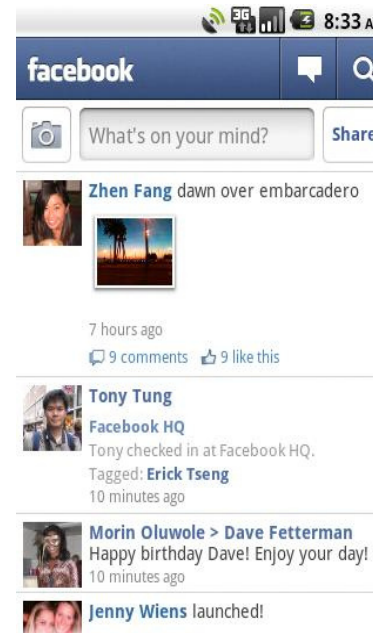 3G 8:33 A
facebook
What's on your mind? Share
Zhen Fang dawn over embarcadero
7 hours ago
9 comments 9 like this
Tony Tung
Facebook HQ
Tony checked in at Facebook HQ.
Tagged: Erick Tseng
10 minutes ago
Morin Oluwole > Dave Fetterman
Happy birthday Dave! Enjoy your day!
10 minutes ago
Jenny Wiens launched!